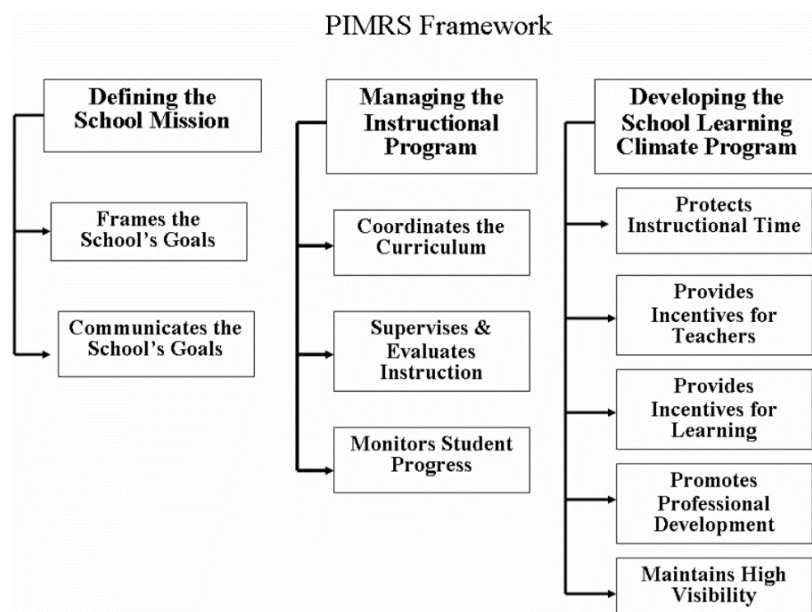 PIMRS Framework
Defining the
School Mission
Frames the
School's Goals
Communicates the
School's Goals
Managing the
Instructional
Program
Coordinates the
Curriculum
Supervises &
Evaluates
Instruction
Monitors Student
Progress
Developing the
School Learning
Climate Program
Protects
Instructional Time
Provides
Incentives for
Teachers
Provides
Incentives for
Learning
Promotes
Professional
Development
Maintains High
Visibility